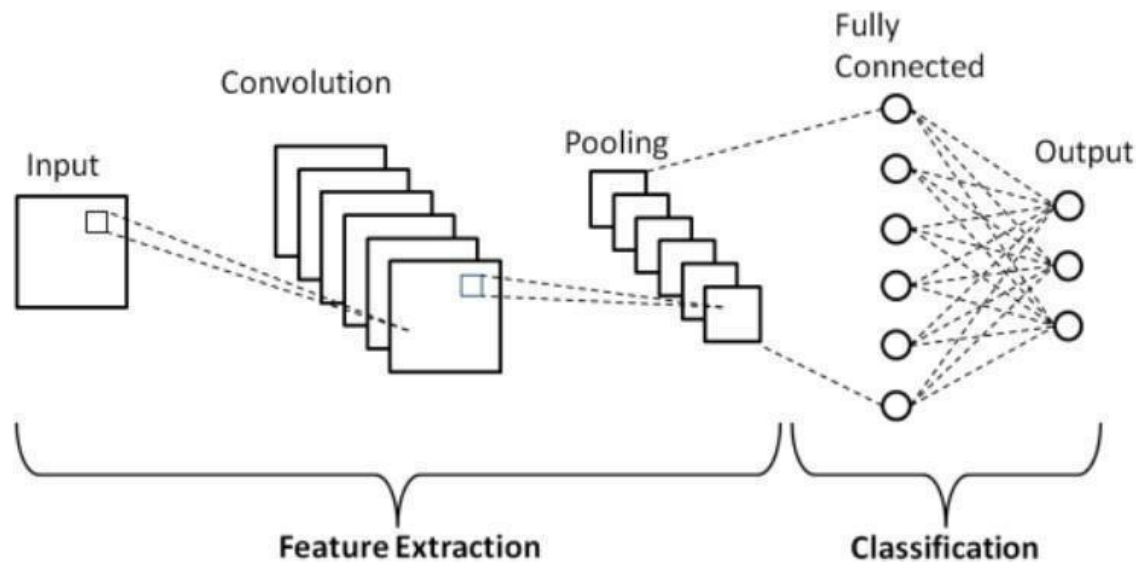 Input
Convolution
Pooling
Fully
Connected
Output
Feature Extraction
Classification